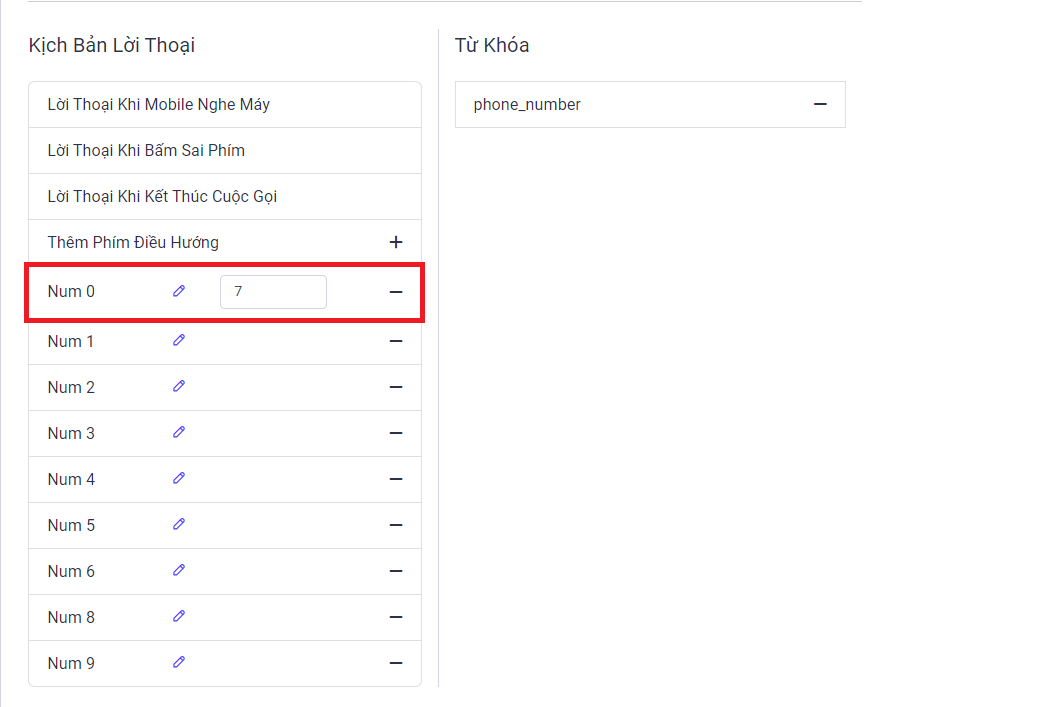 Kịch Bản Lời Thoại
Lời Thoại Khi Mobile Nghe Máy
Lời Thoại Khi Bấm Sai Phím
Lời Thoại Khi Kết Thúc Cuộc Gọi
Thêm Phím Điều Hướng
Num 0 7
Num 1
Num 2
Num 3
Num 4
Num 5
Num 6
Num 8
Num 9
Từ Khóa
phone_number